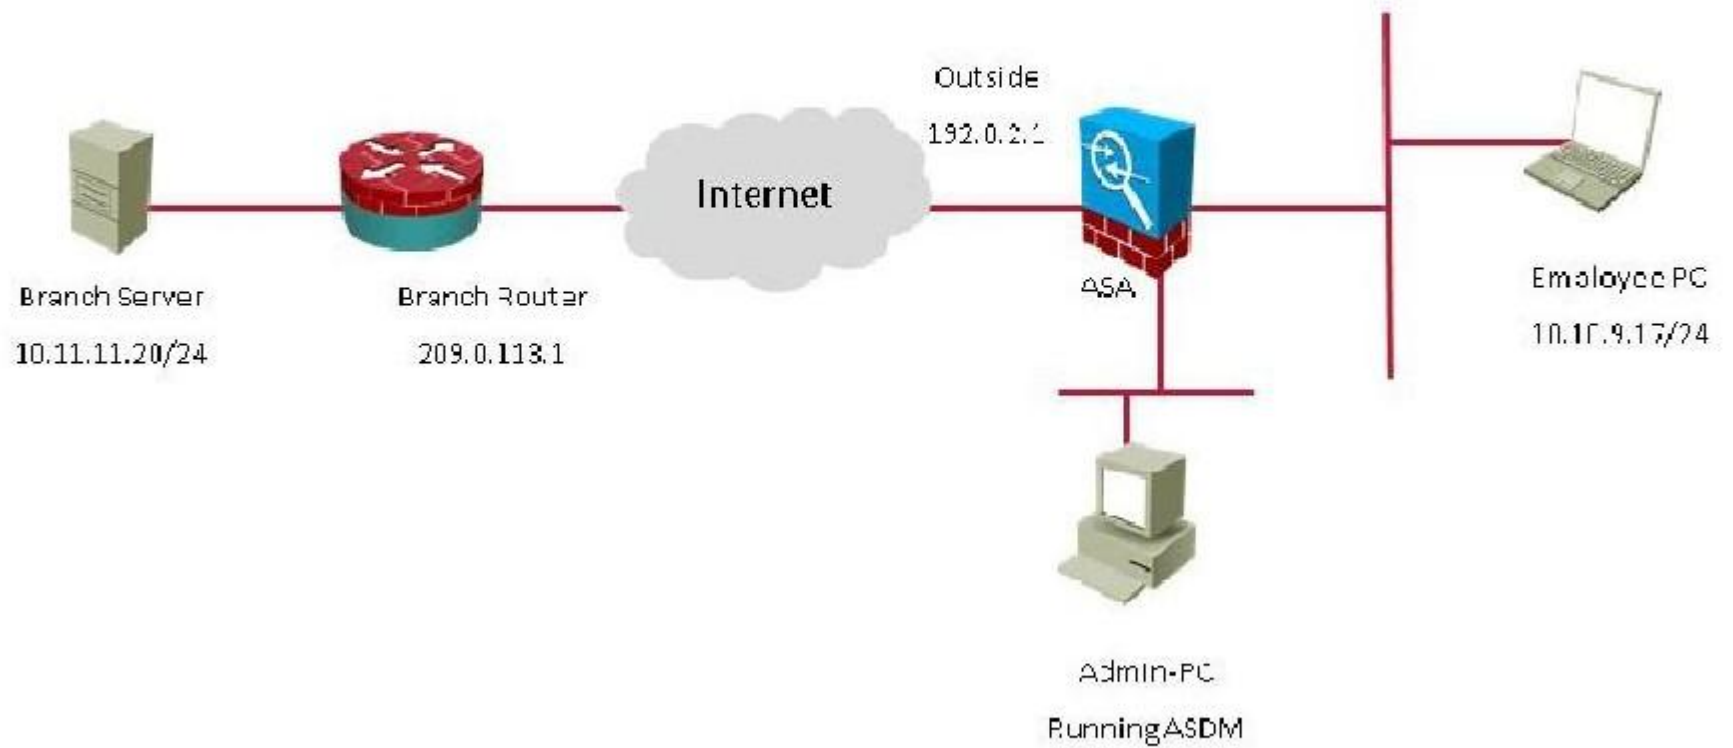 Outside
192.0.2.1
Internet
Branch Server
10.11.11.20/24
Branch Router
209.0.113.1
ASA
Employee PC
Admin-PC
Running ASDM